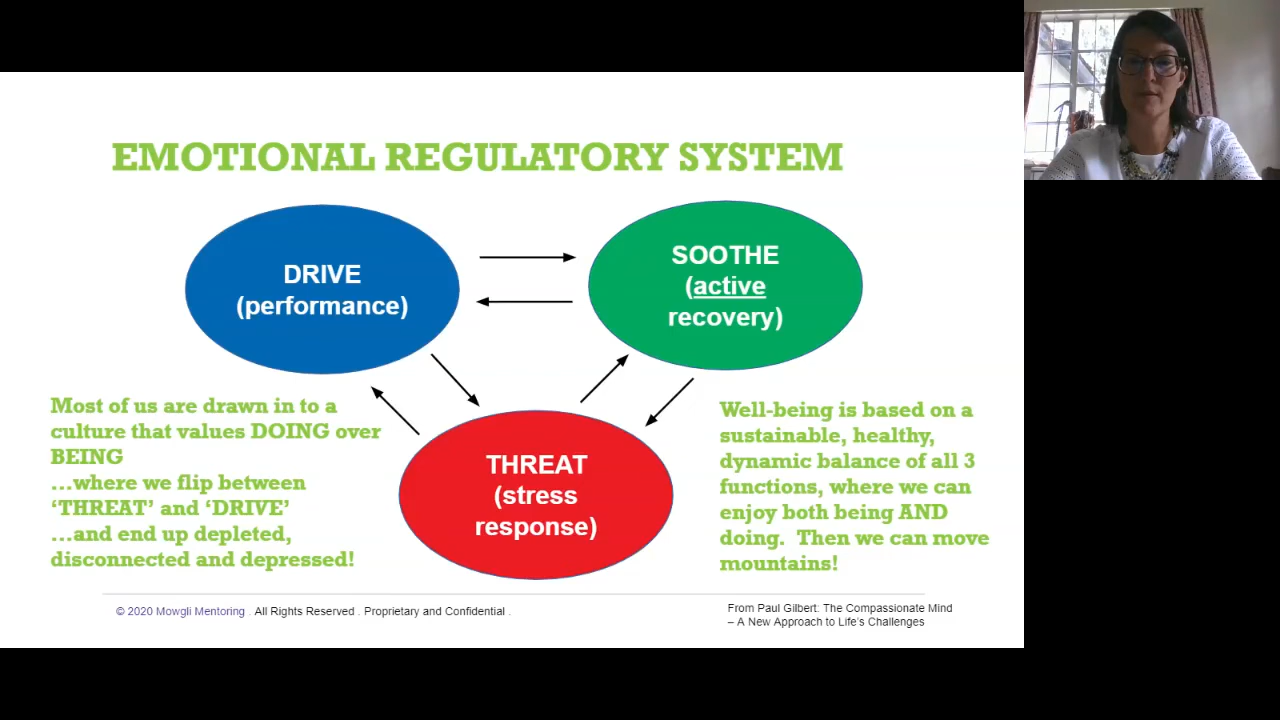 EMOTIONAL REGULATORY SYSTEM
DRIVE
(performance)
SOOTHE
(active
recovery)
THREAT
(stress
response)
Most of us are drawn in to a
culture that values DOING over
BEING
…where we flip between
‘THREAT’ and ‘DRIVE’
…and end up depleted,
disconnected and depressed!
Well-being is based on a
sustainable, healthy,
dynamic balance of all 3
functions, where we can
enjoy both being AND
doing.  Then we can move
mountains!
© 2020 Mowgli Mentoring . All Rights Reserved . Proprietary and Confidential .
From Paul Gilbert: The Compassionate Mind
– A New Approach to Life’s Challenges